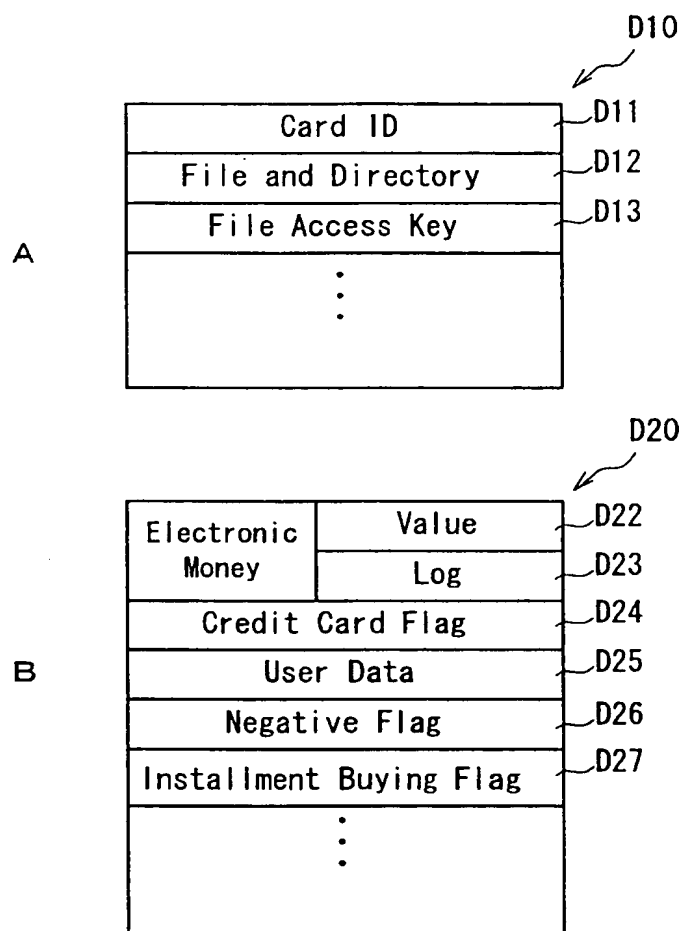 D10
Card ID
D11
File and Directory
D12
File Access Key
D13
A
D20
Electronic
Money
Value
D22
Log
D23
Credit Card Flag
D24
User Data
D25
B
Negative Flag
D26
Installment Buying Flag
D27